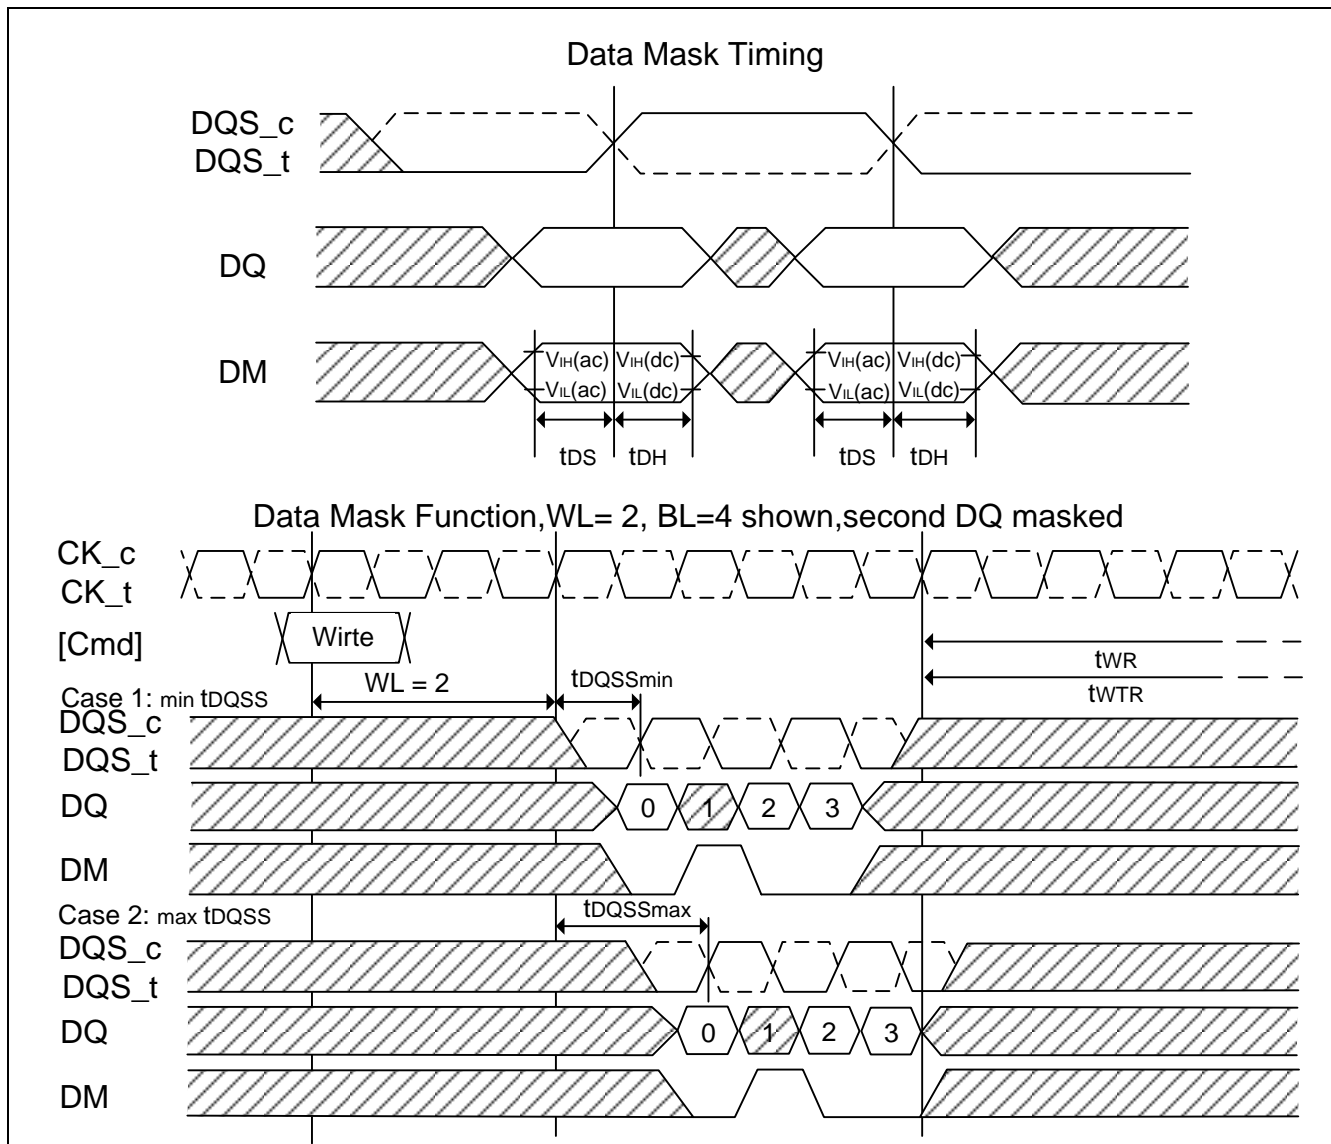 Data Mask Timing
DQS_c
DQS_t
DQ
DM
VIH(ac) VIH(dc) VIH(ac) VIH(dc)
VIL(ac) VIL(dc) VIL(ac) VIL(dc)
tDS tDH tDS tDH
Data Mask Function,WL= 2, BL=4 shown,second DQ masked
CK_c
CK_t
[Cmd] Wirte
tWR
WL = 2 tDQSSmin
tWTR
Case 1: min tDQSS
DQS_c
DQS_t
DQ 0 1 2 3
DM
Case 2: max tDQSS tDQSSmax
DQS_c
DQS_t
DQ 0 1 2 3
DM